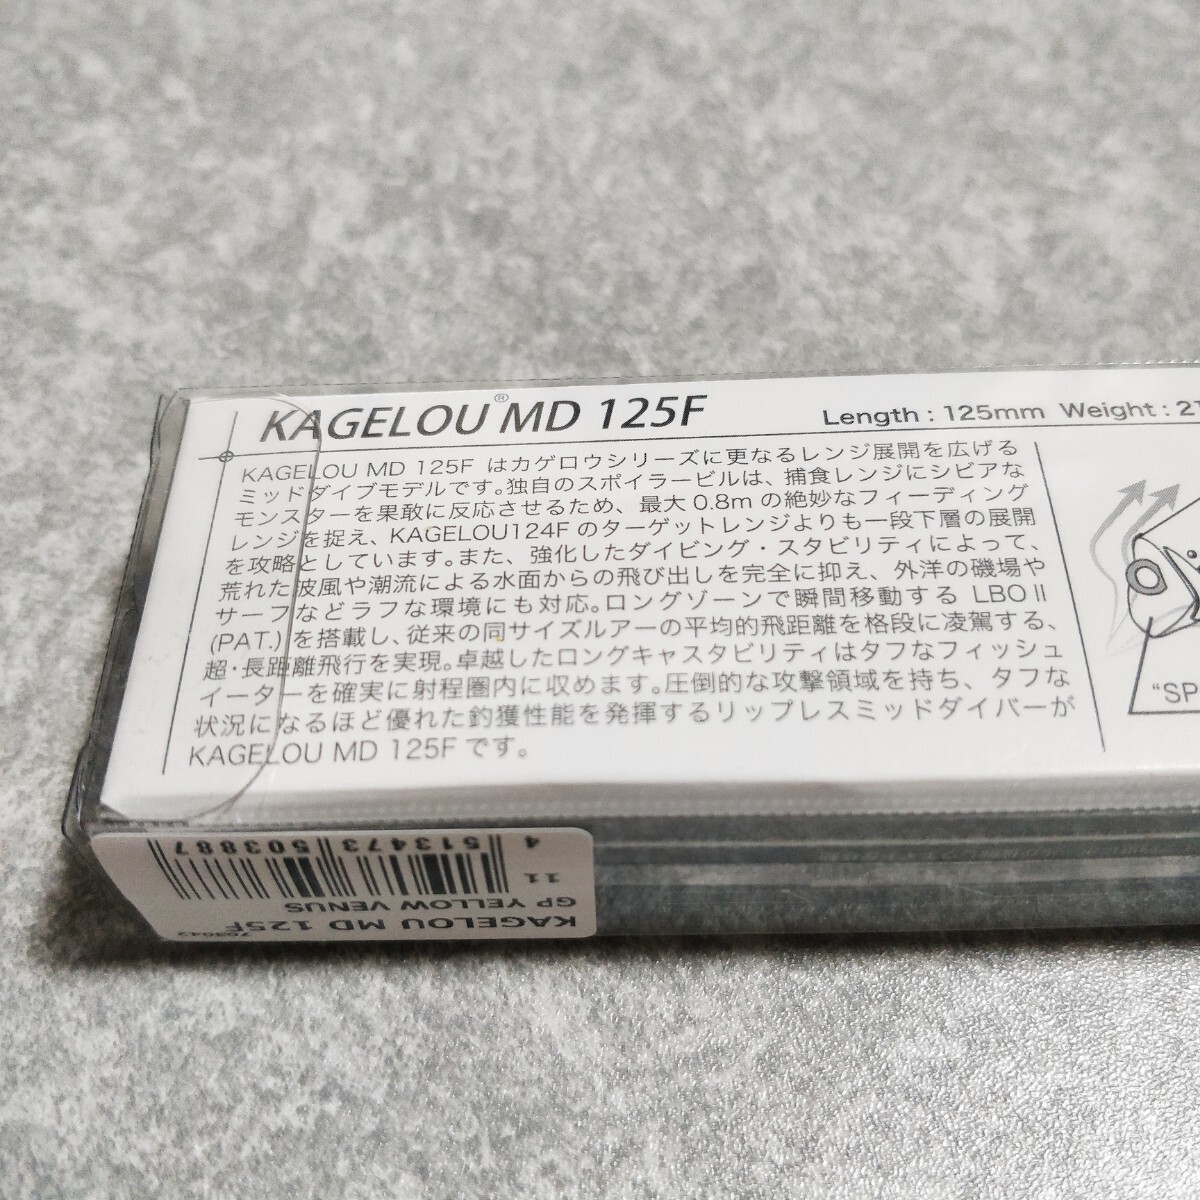 KAGELOU® MD 125F
Length : 125mm Weight : 21
KAGELOU MD 125F はカゲロウシリーズに更なるレンジ展開を広げる
ミッドダイブモデルです。独自のスポイラービルは、捕食レンジにシビアな
モンスターを果敢に反応させるため、最大 0.8m の絶妙なフィーディング
レンジを捉え、KAGELOU124F のターゲットレンジよりも一段下層の展開
を攻略としています。また、強化したダイビング・スタビリティによって、
荒れた波風や潮流による水面からの飛び出しを完全に抑え、外洋の磯場や
サーフなどラフな環境にも対応。ロングゾーンで瞬間移動する LBO II
(PAT.) を搭載し、従来の同サイズルアーの平均的飛距離を格段に凌駕する、
超・長距離飛行を実現。卓越したロングキャスタビリティはタフなフィッシュ
イーターを確実に射程圏内に収めます。圧倒的な攻撃領域を持ち、タフな
状況になるほど優れた釣獲性能を発揮するリップレスミッドダイバーが
KAGELOU MD 125F です。
"SP
KAGELOU MD 125F
GP YELLOW VENUS
11
4 513473 503887